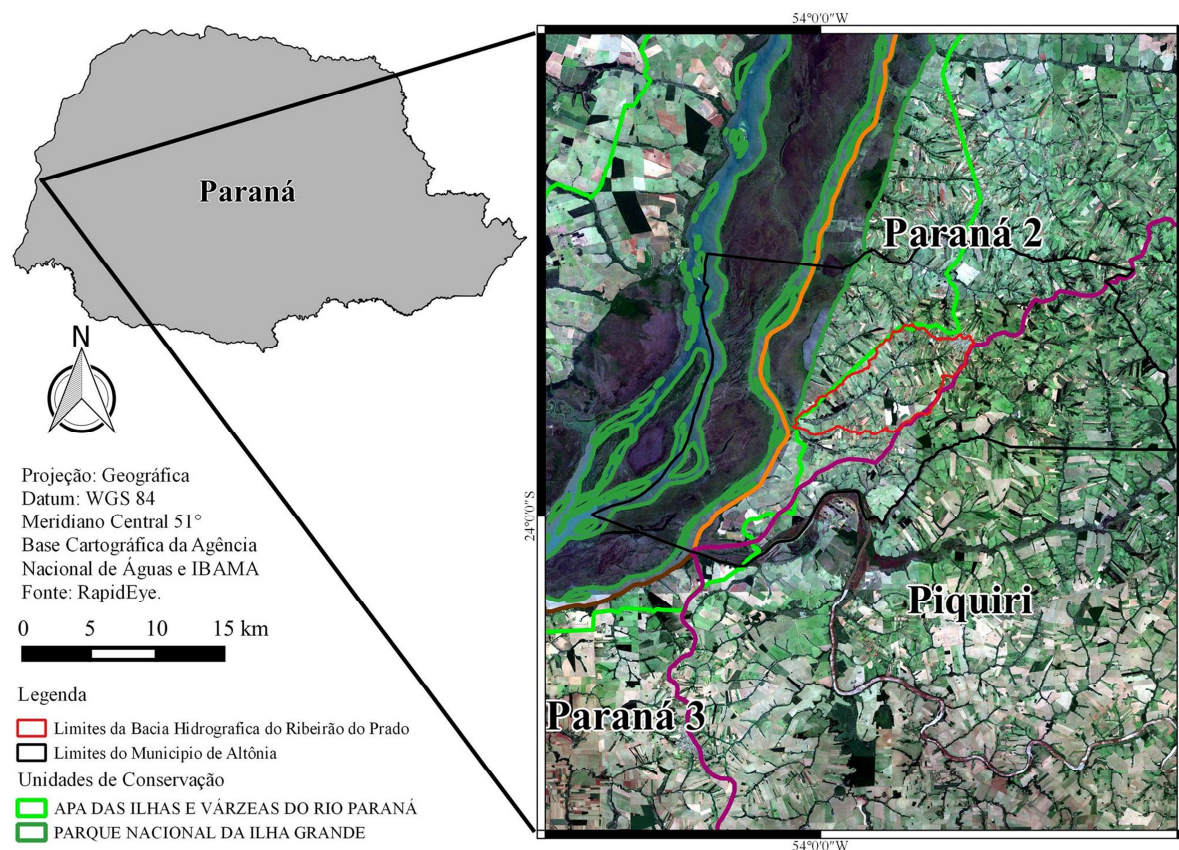 54°0'0"W
Paraná
Paraná 2
N
24°0'0"S
Projeção: Geográfica
Datum: WGS 84
Meridiano Central 51°
Base Cartográfica da Agência
Nacional de Águas e IBAMA
Fonte: RapidEye.
Piquiri
0 5 10 15 km
Legenda
Paraná 3
Limites da Bacia Hidrografica do Ribeirão do Prado
Limites do Municipio de Altônia
Unidades de Conservação
APA DAS ILHAS E VÁRZEAS DO RIO PARANÁ
PARQUE NACIONAL DA ILHA GRANDE
54°0'0"W